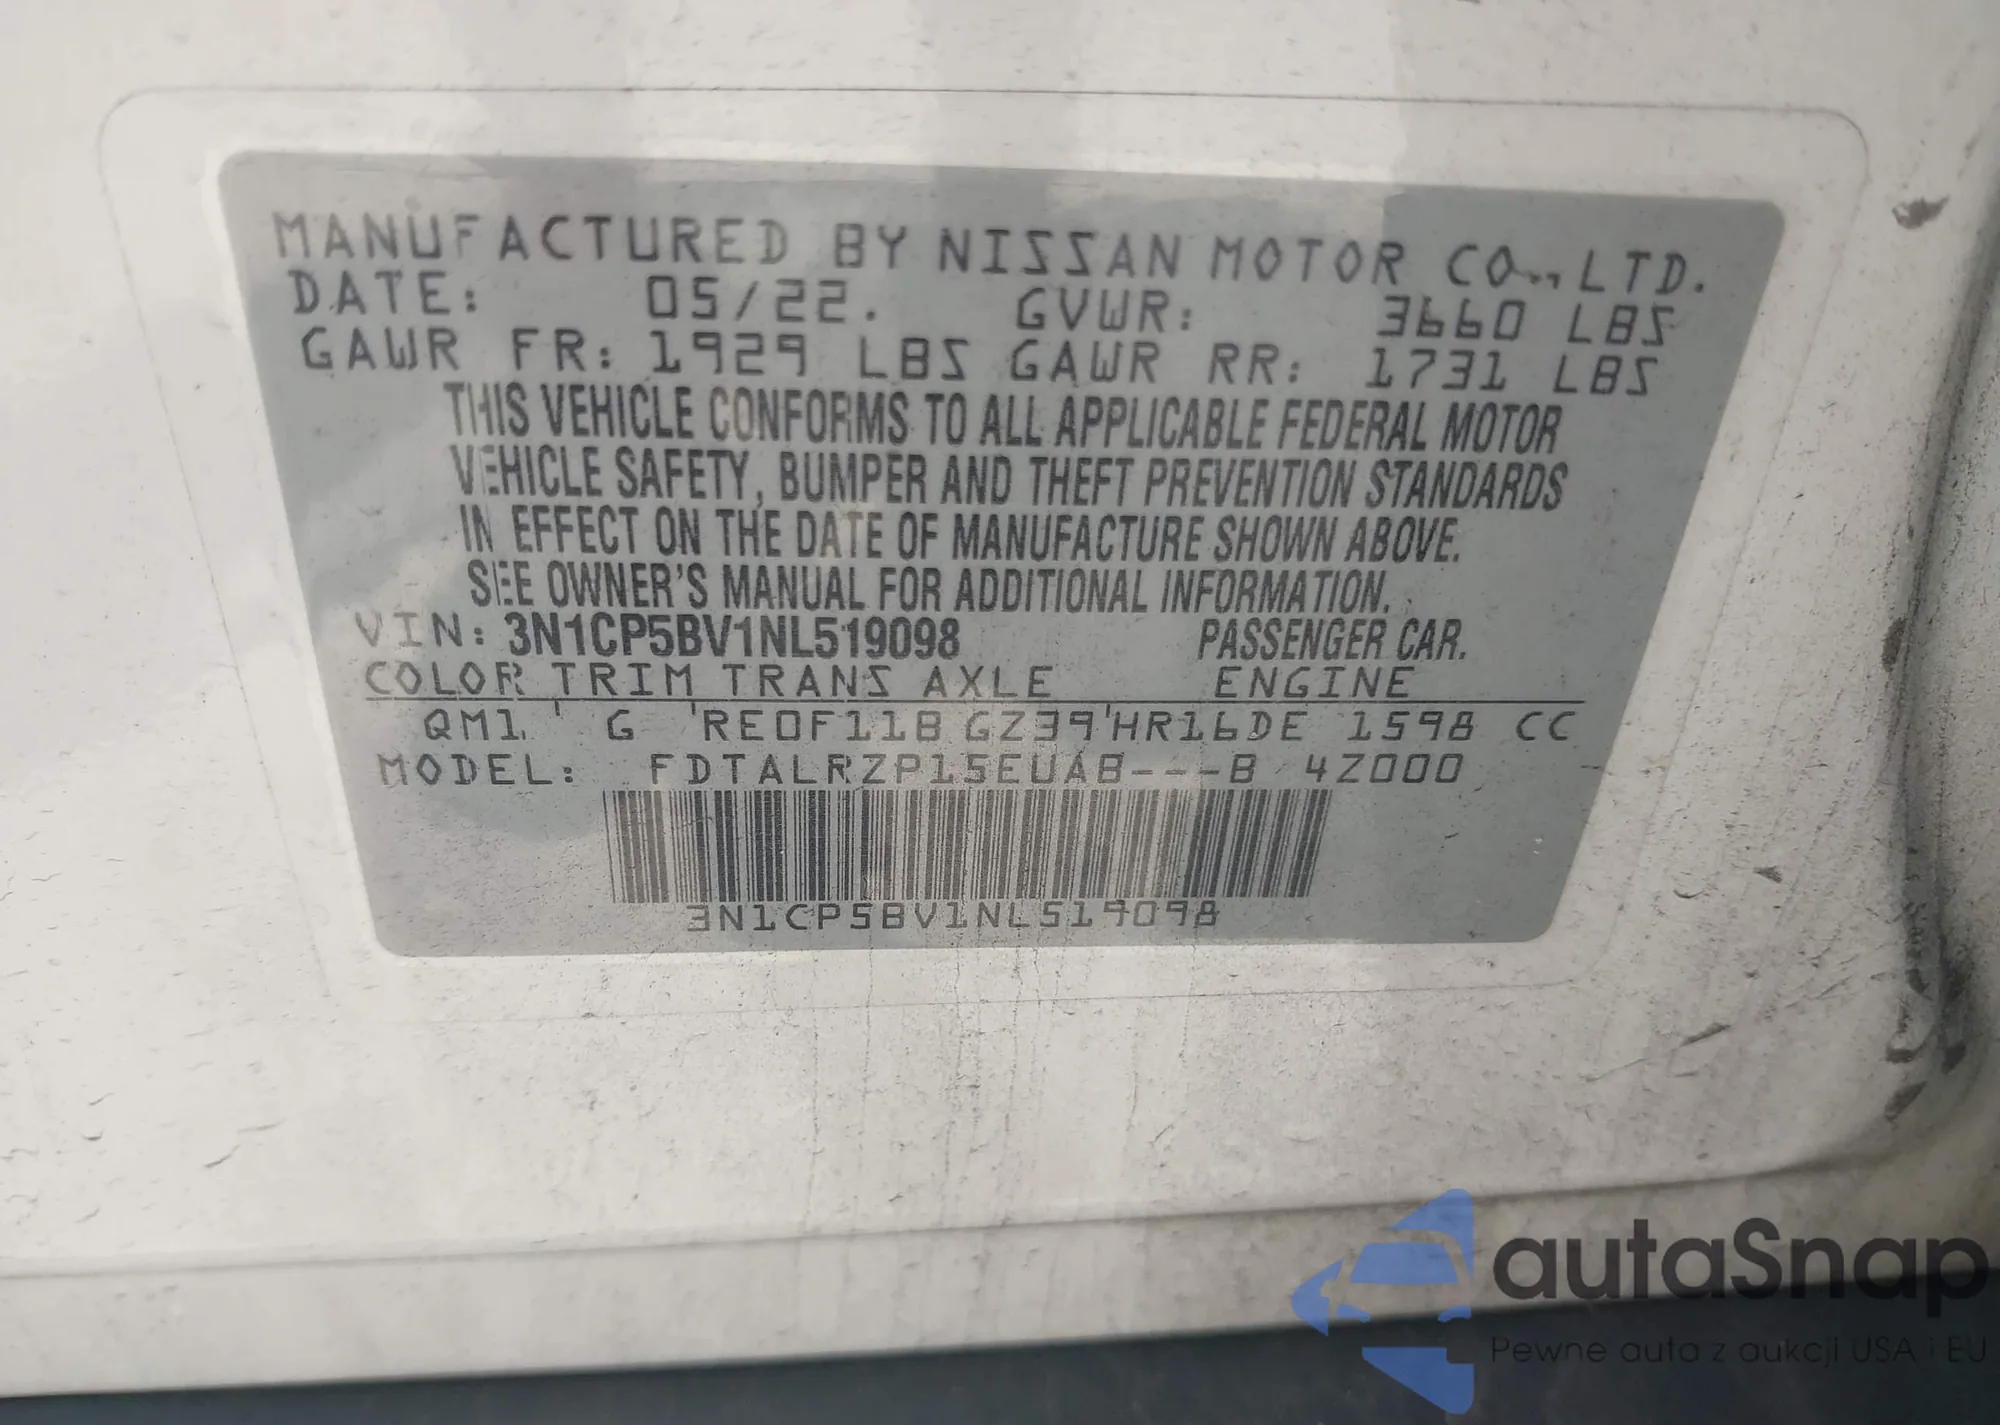 MANUFACTURED BY NISSAN MOTOR CO., LTD.
DATE: 05/22. GVWR: 3660 LBS
GAWR FR: 1929 LBS GAWR RR: 1731 LBS
THIS VEHICLE CONFORMS TO ALL APPLICABLE FEDERAL MOTOR
VEHICLE SAFETY, BUMPER AND THEFT PREVENTION STANDARDS
IN EFFECT ON THE DATE OF MANUFACTURE SHOWN ABOVE.
SEE OWNER'S MANUAL FOR ADDITIONAL INFORMATION.
VIN: 3N1CP5BV1NL519098 PASSENGER CAR.
COLOR TRIM TRANS AXLE ENGINE
QM1 ' G 'RE0F11B GZ39'HR16DE 1598 CC
MODEL: FDTALRZP15EUAB---B 4Z000
3N1CP5BV1NL519098
autaSnap
Pewne auta z aukcji USA i EU